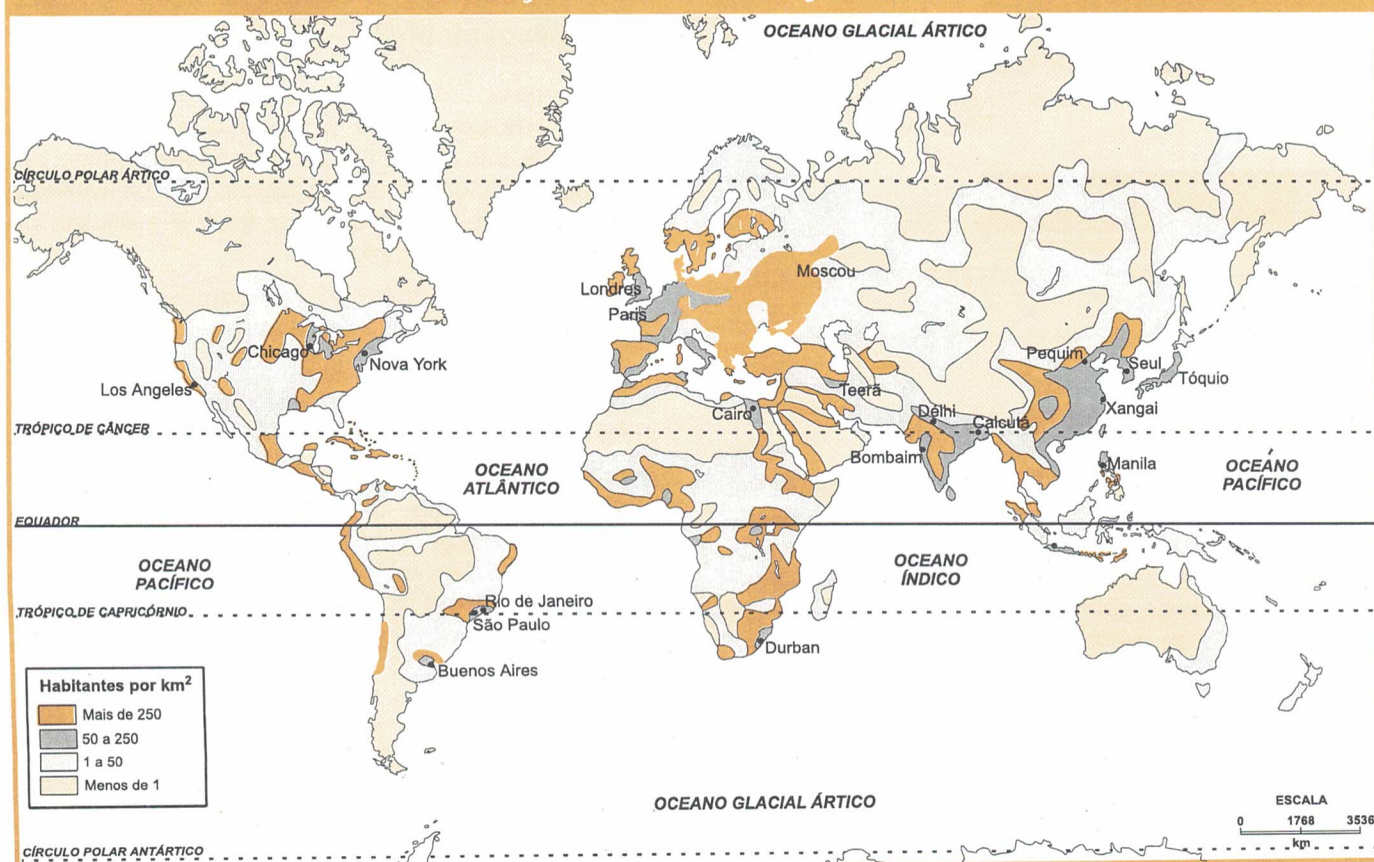 OCEANO GLACIAL ÁRTICO
CÍRCULO POLAR ÁRTICO
Moscou
Londres
Paris
Chicago
Nova York
Los Angeles
Pequim
Seul
Tóquio
Teerã
Xangai
Cairo
Délhi
Calcutá
TRÓPICO DE CÂNCER
Bombaim
Manila
OCEANO
ATLÂNTICO
OCEANO
PACÍFICO
EQUADOR
OCEANO
PACÍFICO
OCEANO
ÍNDICO
TRÓPICO DE CAPRICÓRNIO
Rio de Janeiro
São Paulo
Durban
Buenos Aires
Habitantes por km²
Mais de 250
50 a 250
1 a 50
Menos de 1
OCEANO GLACIAL ÁRTICO
ESCALA
0 1768 3536
km
CÍRCULO POLAR ANTÁRTICO